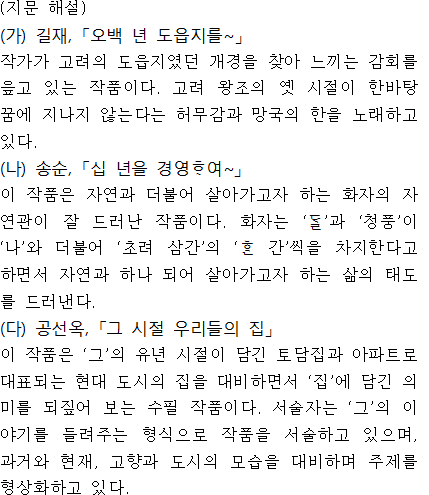 (지문 해설)
(가) 길재, 「오백 년 도읍지를~」
작가가 고려의 도읍지였던 개경을 찾아 느끼는 감회를
읊고 있는 작품이다. 고려 왕조의 옛 시절이 한바탕
꿈에 지나지 않는다는 허무감과 망국의 한을 노래하고
있다.
(나) 송순, 「십 년을 경영ᄒᆞ여~」
이 작품은 자연과 더불어 살아가고자 하는 화자의 자
연관이 잘 드러난 작품이다. 화자는 ‘ᄃᆞᆯ’과 ‘청풍’이
‘나’와 더불어 ‘초려 삼간’의 ‘ᄒᆞᆫ 간’씩을 차지한다고
하면서 자연과 하나 되어 살아가고자 하는 삶의 태도
를 드러낸다.
(다) 공선옥, 「그 시절 우리들의 집」
이 작품은 ‘그’의 유년 시절이 담긴 토담집과 아파트로
대표되는 현대 도시의 집을 대비하면서 ‘집’에 담긴 의
미를 되짚어 보는 수필 작품이다. 서술자는 ‘그’의 이
야기를 들려주는 형식으로 작품을 서술하고 있으며,
과거와 현재, 고향과 도시의 모습을 대비하며 주제를
형상화하고 있다.